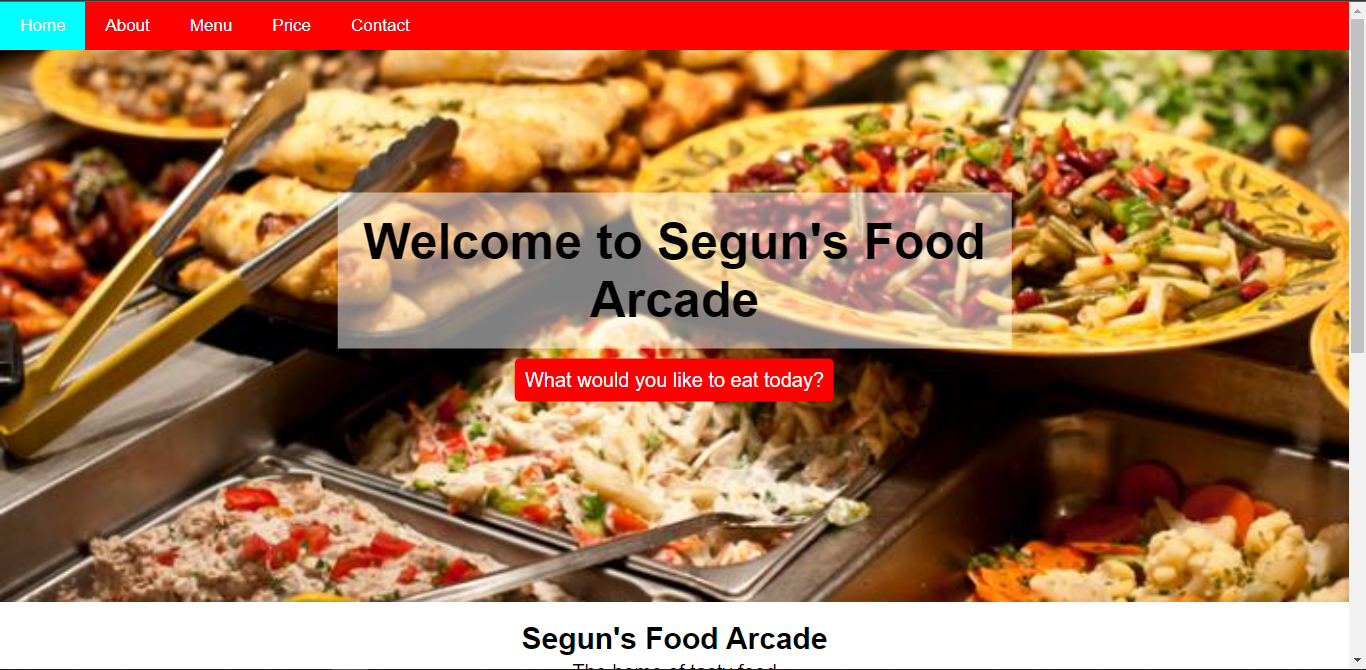 Home About Menu Price Contact
Welcome to Segun's Food
Arcade
What would you like to eat today?
Segun's Food Arcade
The home of tasty food